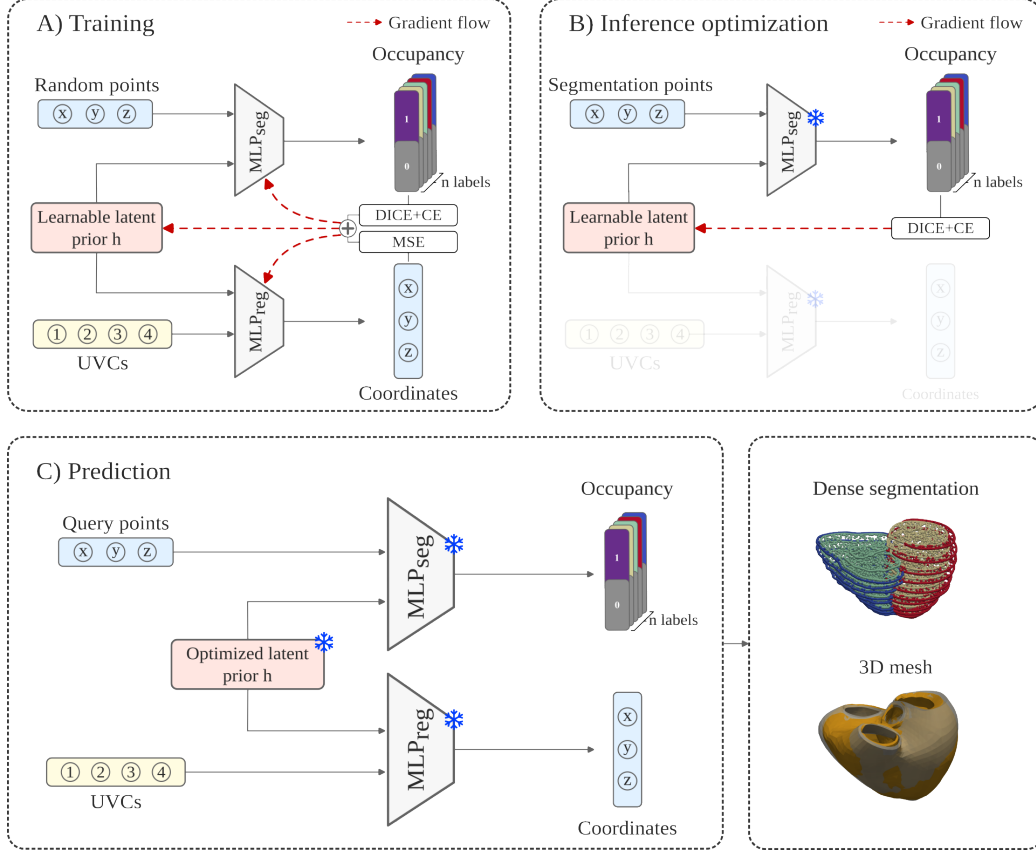 A) Training
Gradient flow
Occupancy
Random points
x y z
MLPseg
1
0
n labels
Learnable latent
prior h
DICE+CE
+
MSE
MLPreg
x
y
z
1 2 3 4
UVCs
Coordinates
B) Inference optimization
Gradient flow
Occupancy
Segmentation points
x y z
MLPseg
1
0
n labels
Learnable latent
prior h
DICE+CE
MLPreg
x
y
z
1 2 3 4
UVCs
Coordinates
C) Prediction
Occupancy
Query points
x y z
MLPseg
1
0
n labels
Optimized latent
prior h
MLPreg
x
y
z
1 2 3 4
UVCs
Coordinates
Dense segmentation
3D mesh